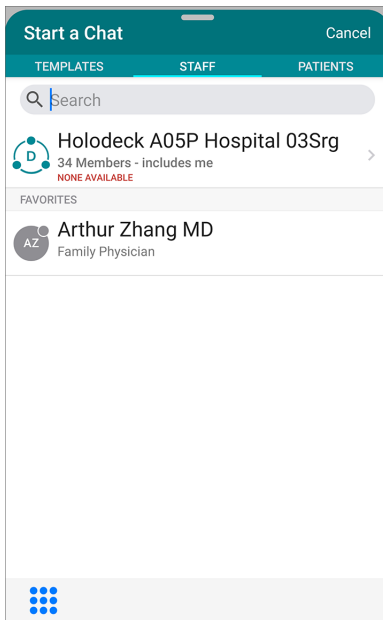 Start a Chat
Cancel
TEMPLATES
STAFF
PATIENTS
Search
Holodeck A05P Hospital 03Srg
D
34 Members - includes me
NONE AVAILABLE
FAVORITES
Arthur Zhang MD
AZ
Family Physician